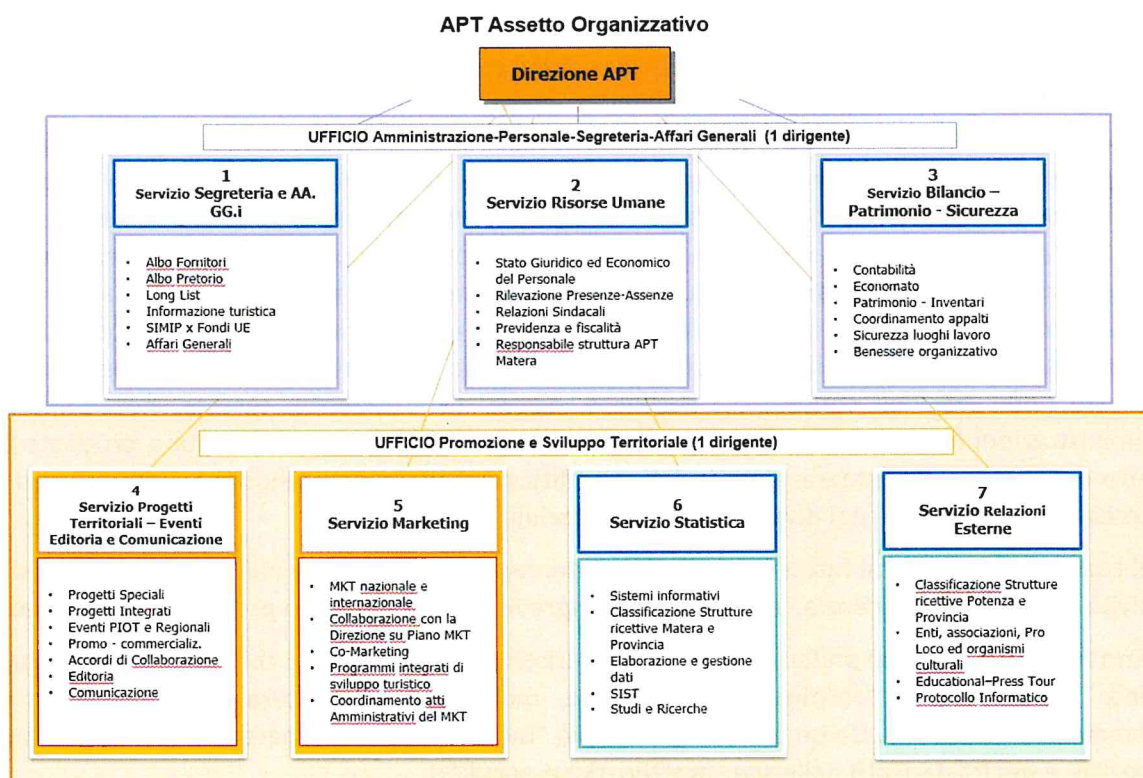 APT Assetto Organizzativo
Direzione APT
UFFICIO Amministrazione-Personale-Segreteria-Affari Generali (1 dirigente)
1
Servizio Segreteria e AA.
GG.i
• Albo Fornitori
• Albo Pretorio
• Long List
• Informazione turistica
• SIMIP x Fondi UE
• Affari Generali
2
Servizio Risorse Umane
• Stato Giuridico ed Economico
del Personale
• Rilevazione Presenze-Assenze
• Relazioni Sindacali
• Previdenza e fiscalità
• Responsabile struttura APT
Matera
3
Servizio Bilancio –
Patrimonio - Sicurezza
• Contabilità
• Economato
• Patrimonio - Inventari
• Coordinamento appalti
• Sicurezza luoghi lavoro
• Benessere organizzativo
UFFICIO Promozione e Sviluppo Territoriale (1 dirigente)
4
Servizio Progetti
Territoriali – Eventi
Editoria e Comunicazione
• Progetti Speciali
• Progetti Integrati
• Eventi PIOT e Regionali
• Promo - commercializ.
• Accordi di Collaborazione
• Editoria
• Comunicazione
5
Servizio Marketing
• MKT nazionale e
internazionale
• Collaborazione con la
Direzione su Piano MKT
• Co-Marketing
• Programmi integrati di
sviluppo turistico
• Coordinamento atti
Amministrativi del MKT
6
Servizio Statistica
• Sistemi informativi
• Classificazione Strutture
ricettive Matera e
Provincia
• Elaborazione e gestione
dati
• SIST
• Studi e Ricerche
7
Servizio Relazioni
Esterne
• Classificazione Strutture
ricettive Potenza e
Provincia
• Enti, associazioni, Pro
Loco ed organismi
culturali
• Educational–Press Tour
• Protocollo Informatico